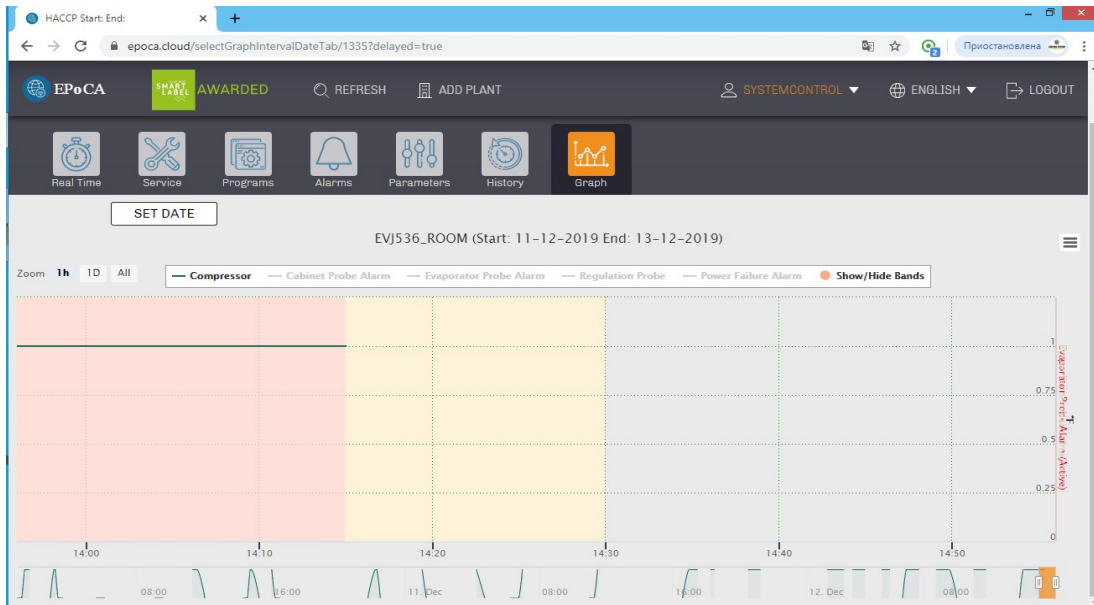 HACCP Start: End:
epoca.cloud/selectGraphIntervalDateTab/1335?delayed=true
Приостановлена
EPoCA
SMART LABEL
AWARDED
REFRESH
ADD PLANT
SYSTEMCONTROL
ENGLISH
LOGOUT
Real Time
Service
Programs
Alarms
Parameters
History
Graph
SET DATE
EVJ536_ROOM (Start: 11-12-2019 End: 13-12-2019)
Zoom 1h 1D All
Compressor
Cabinet Probe Alarm
Evaporator Probe Alarm
Regulation Probe
Power Failure Alarm
Show/Hide Bands
1
0.75
0.5
0.25
0
Evaporator Probe Alarm (Active)
°F
14:00 14:10 14:20 14:30 14:40 14:50
08:00 16:00 11. Dec 08:00 16:00 12. Dec 08:00